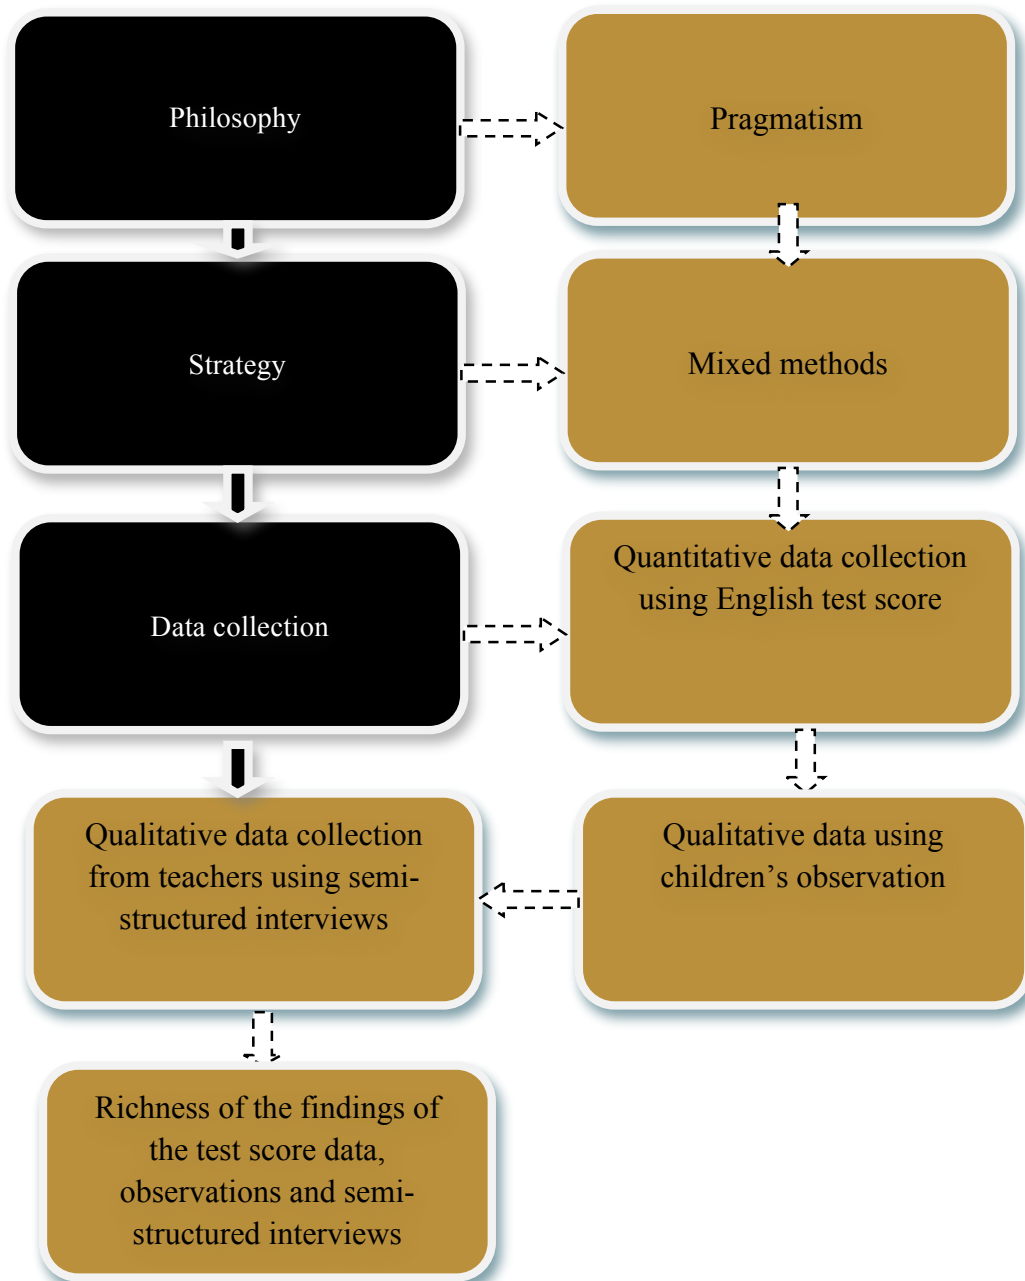 Philosophy
Pragmatism
Strategy
Mixed methods
Data collection
Quantitative data collection
using English test score
Qualitative data collection
from teachers using semi-
structured interviews
Qualitative data using
children’s observation
Richness of the findings of
the test score data,
observations and semi-
structured interviews